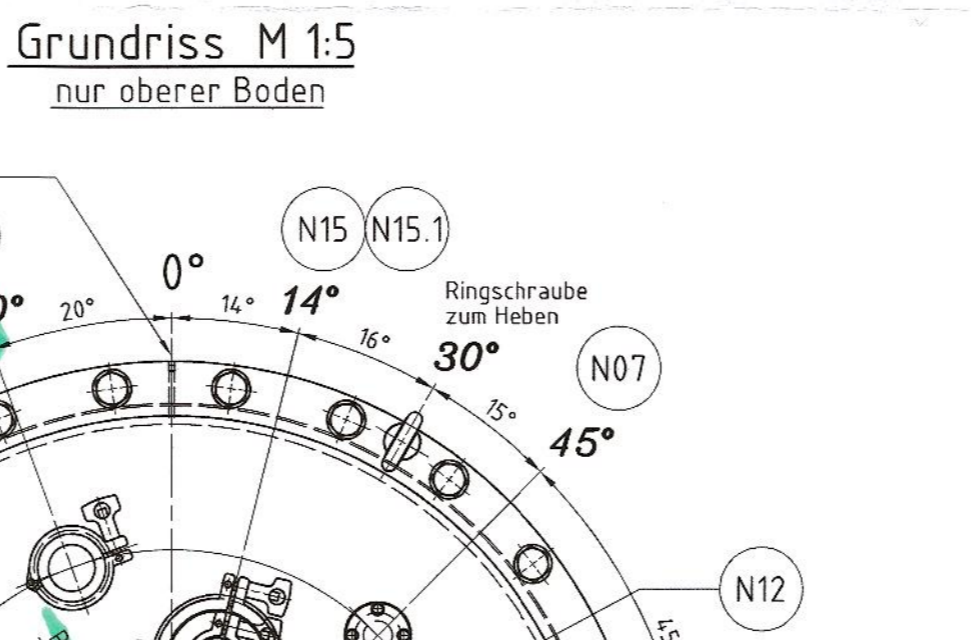 Grundriss M 1:5
nur oberer Boden
N15 N15.1
0°
20°
14°
14°
Ringschraube
zum Heben
16°
30°
N07
15°
45°
N12